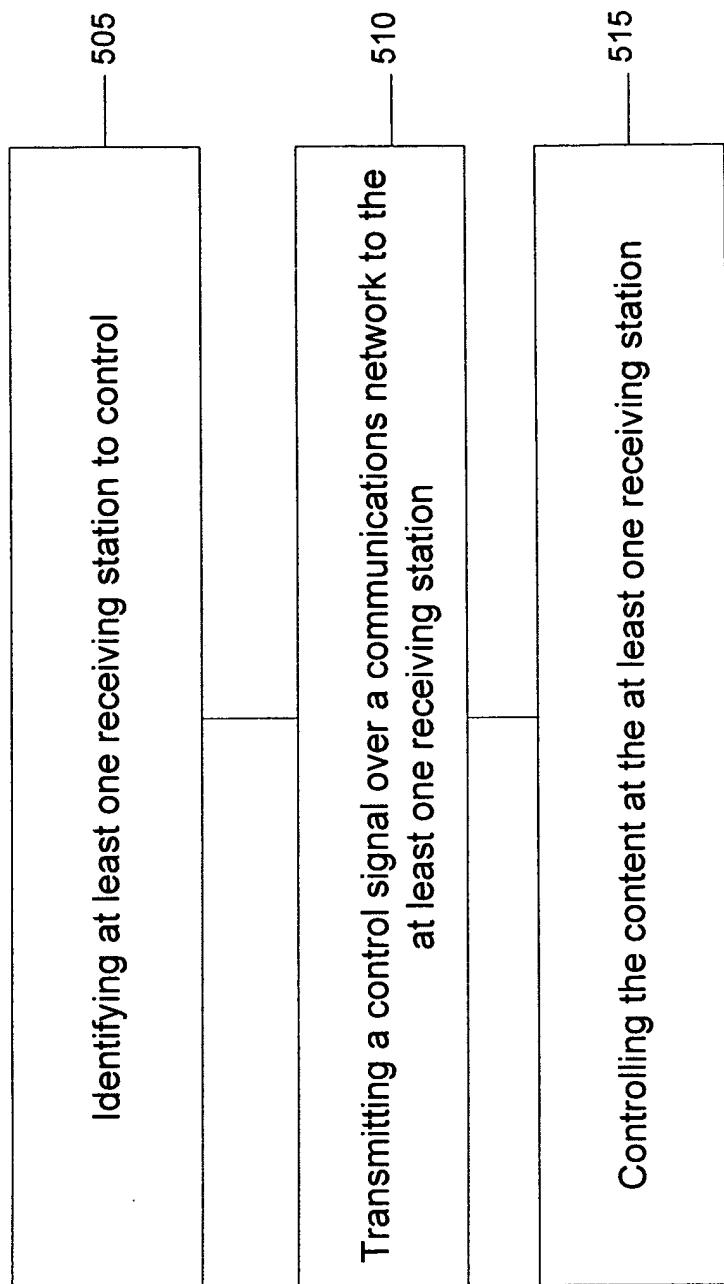 Identifying at least one receiving station to control
505
Transmitting a control signal over a communications network to the
at least one receiving station
510
Controlling the content at the at least one receiving station
515